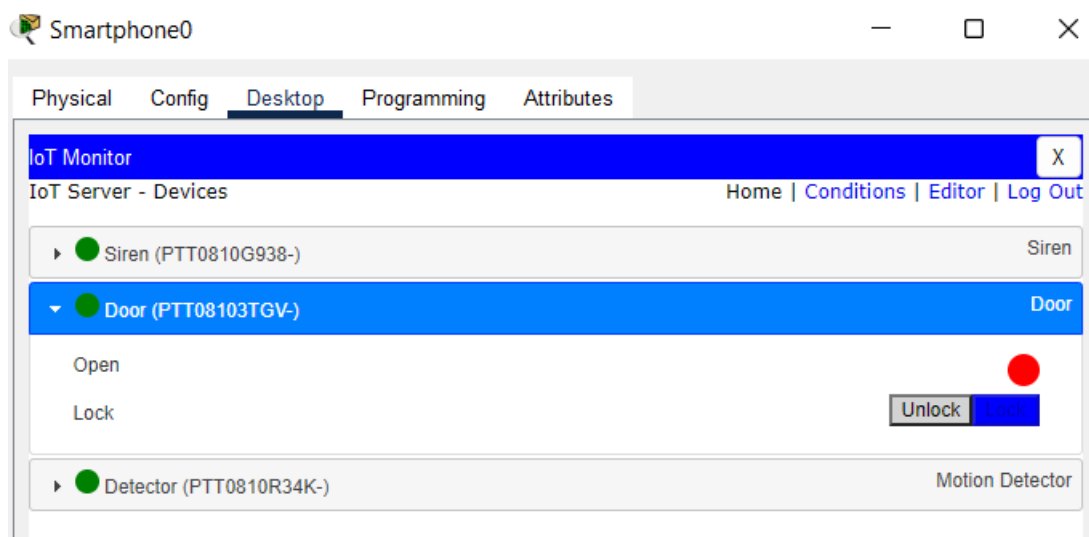 Smartphone0
Physical Config Desktop Programming Attributes
IoT Monitor X
IoT Server - Devices Home | Conditions | Editor | Log Out
Siren (PTT0810G938-) Siren
Door (PTT08103TGV-) Door
Open
Lock Unlock Lock
Detector (PTT0810R34K-) Motion Detector